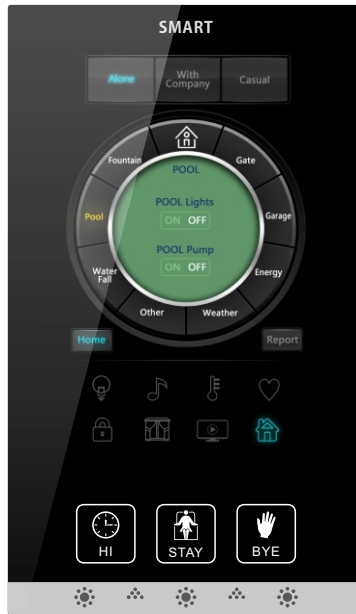 SMART
Alone
With
Company
Casual
Fountain
Gate
POOL
Pool
POOL Lights
ON OFF
Garage
POOL Pump
ON OFF
Water
Fall
Energy
Other
Weather
Home
Report
HI
STAY
BYE